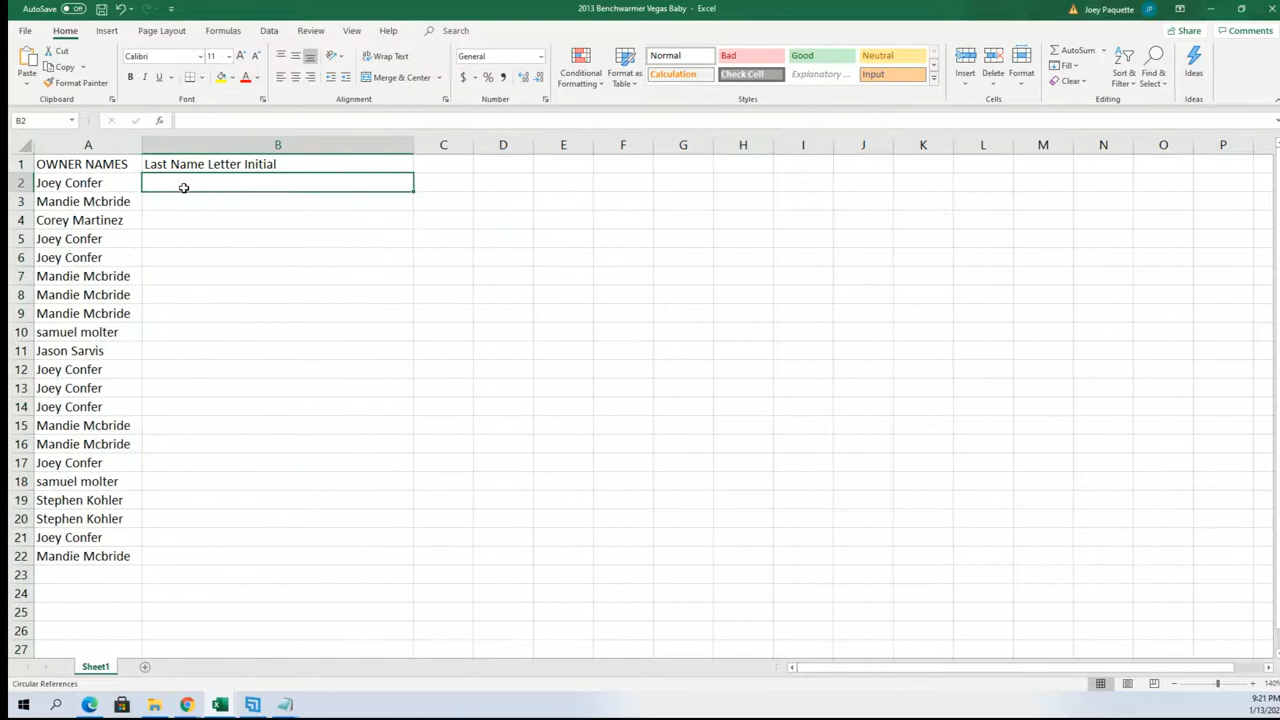 AutoSave Off 2013 Benchwarmer Vegas Baby - Excel Joey Paquette JP
File Home Insert Draw Page Layout Formulas Data Review View Help Search Share Comments
Cut Calibri 11 Wrap Text General Normal Bad Good Neutral AutoSum
Copy Fill
Paste Format Painter B I U Merge & Center $ % Conditional Formatting Format as Table Calculation Check Cell Explanatory ... Input Insert Delete Format Clear Sort & Filter Find & Select Ideas
Clipboard Font Alignment Number Styles Cells Editing Ideas
B2 fx
A B C D E F G H I J K L M N O P
1 OWNER NAMES Last Name Letter Initial
2 Joey Confer
3 Mandie Mcbride
4 Corey Martinez
5 Joey Confer
6 Joey Confer
7 Mandie Mcbride
8 Mandie Mcbride
9 Mandie Mcbride
10 samuel molter
11 Jason Sarvis
12 Joey Confer
13 Joey Confer
14 Joey Confer
15 Mandie Mcbride
16 Mandie Mcbride
17 Joey Confer
18 samuel molter
19 Stephen Kohler
20 Stephen Kohler
21 Joey Confer
22 Mandie Mcbride
23
24
25
26
27
Sheet1
Circular References 140%
9:21 PM
1/13/202